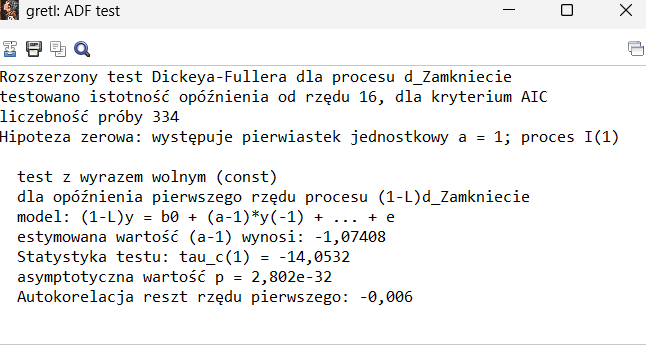 gretl: ADF test
Rozszerzony test Dickeya-Fullera dla procesu d_Zamkniecie
testowano istotność opóźnienia od rzędu 16, dla kryterium AIC
liczebność próby 334
Hipoteza zerowa: występuje pierwiastek jednostkowy a = 1; proces I(1)
test z wyrazem wolnym (const)
dla opóźnienia pierwszego rzędu procesu (1-L)d_Zamkniecie
model: (1-L)y = b0 + (a-1)*y(-1) + ... + e
estymowana wartość (a-1) wynosi: -1,07408
Statystyka testu: tau_c(1) = -14,0532
asymptotyczna wartość p = 2,802e-32
Autokorelacja reszt rzędu pierwszego: -0,006